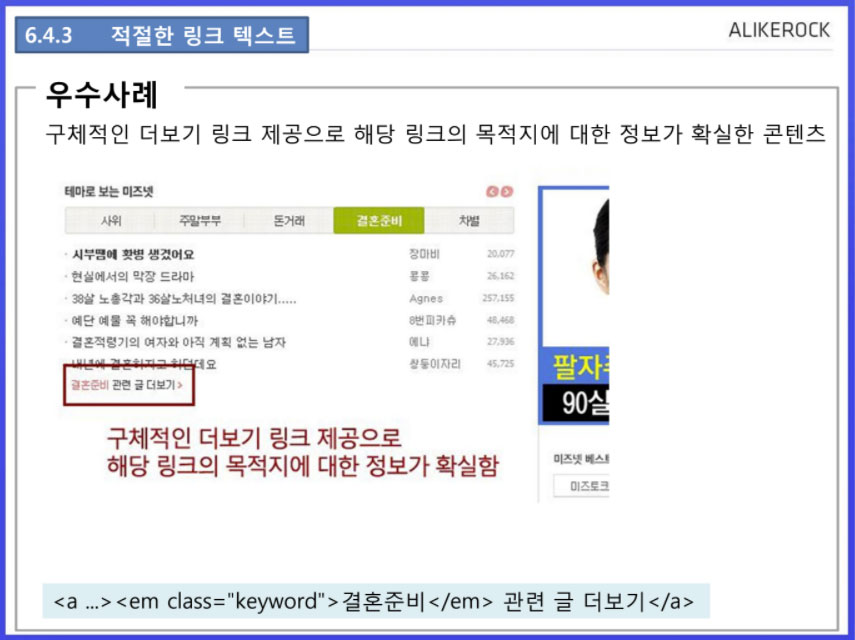 6.4.3 적절한 링크 텍스트
ALIKEROCK
우수사례
구체적인 더보기 링크 제공으로 해당 링크의 목적지에 대한 정보가 확실한 콘텐츠
테마로 보는 미즈넷
사위 주말부부 돈거래 결혼준비 차별
· 시부땜에 홧병 생겼어요 장마비 20,077
· 현실에서의 막장 드라마 콩콩 26,162
· 38살 노총각과 36살노처녀의 결혼이야기..... Agnes 257,155
· 예단 예물 꼭 해야합니까 8번피카츄 48,468
· 결혼적령기의 여자와 아직 계획 없는 남자 에니 27,936
· 내년에 결혼하자고 하던데요 쌍둥이자리 45,725
결혼준비 관련 글 더보기 >
구체적인 더보기 링크 제공으로
해당 링크의 목적지에 대한 정보가 확실함
팔자
90살
미즈넷 베스
미즈토크
<a ...><em class="keyword">결혼준비</em> 관련 글 더보기</a>